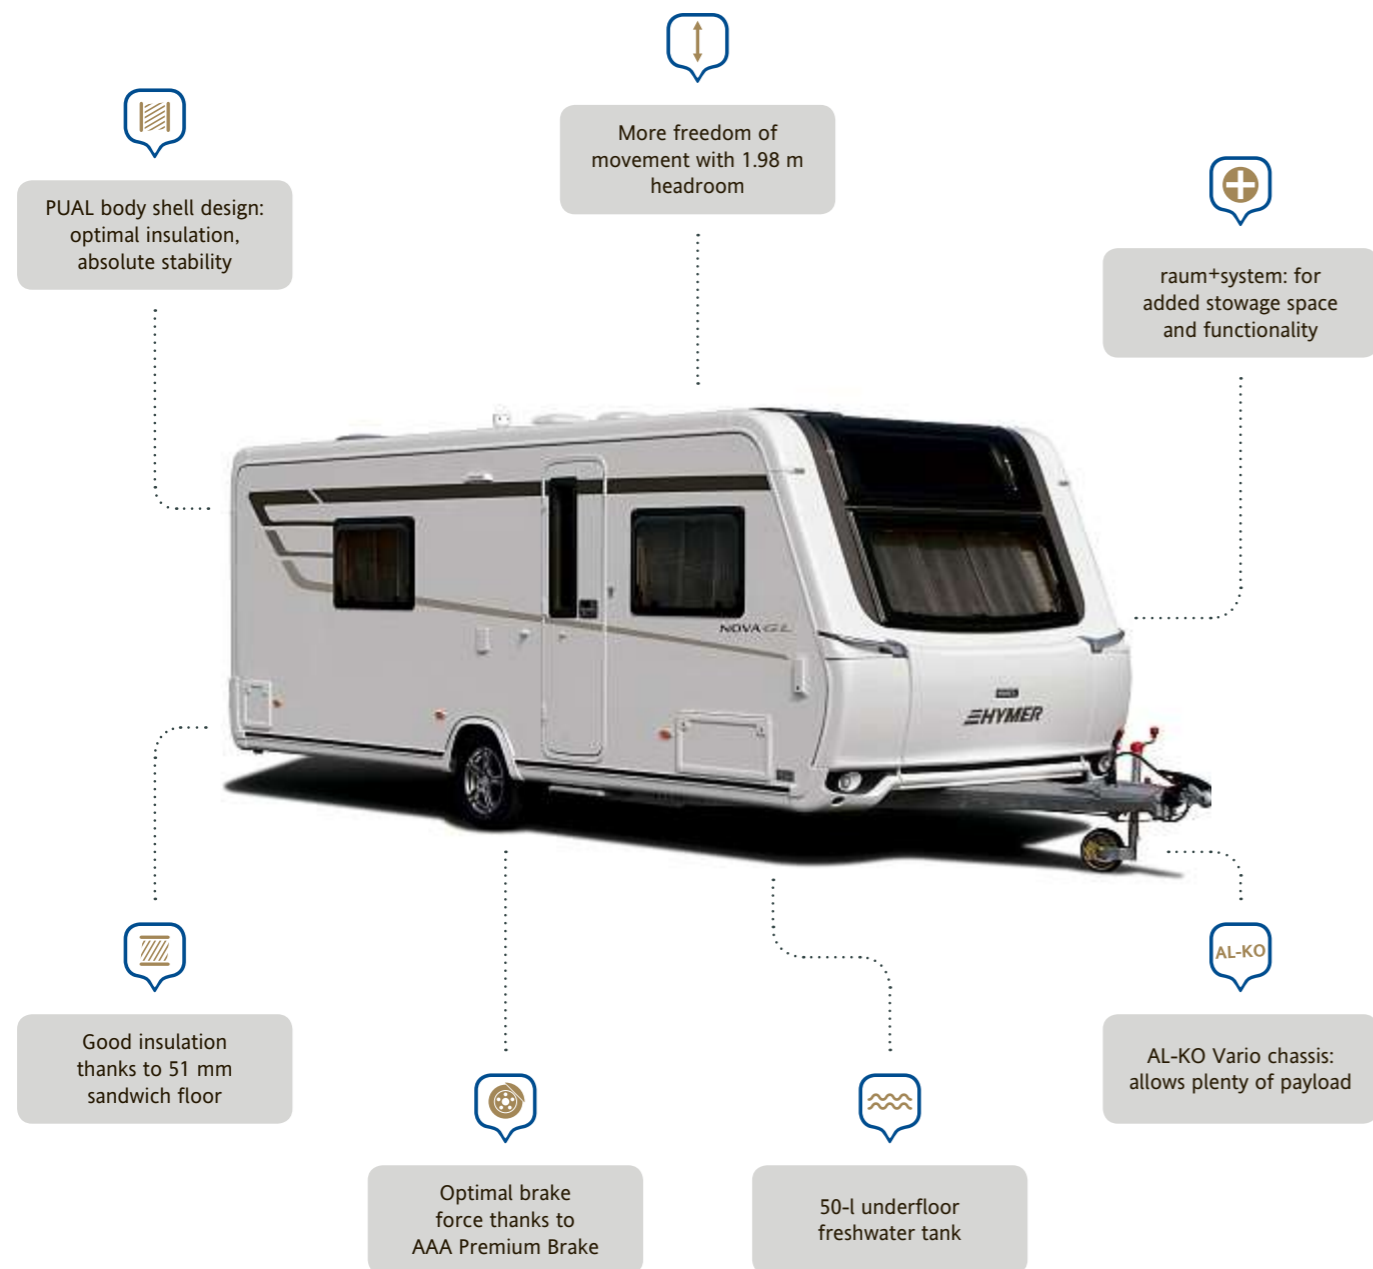 More freedom of
movement with 1.98 m
headroom
PUAL body shell design:
optimal insulation,
absolute stability
raum+system: for
added stowage space
and functionality
NOVA GL
HYMER
Good insulation
thanks to 51 mm
sandwich floor
AL-KO
AL-KO Vario chassis:
allows plenty of payload
Optimal brake
force thanks to
AAA Premium Brake
50-l underfloor
freshwater tank